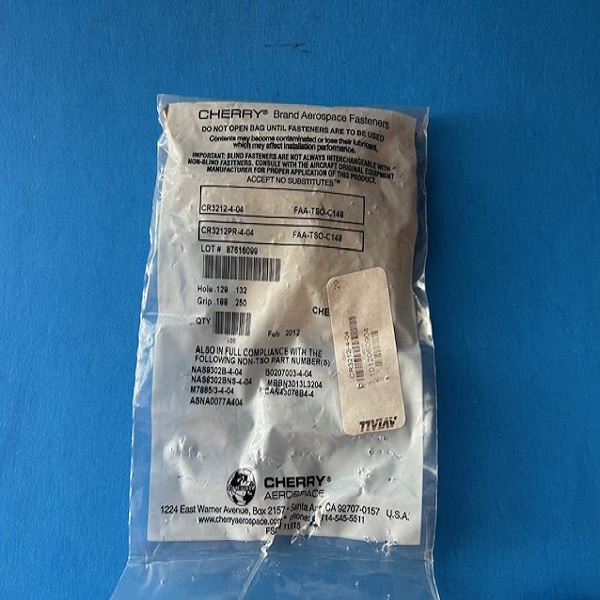 CHERRY® Brand Aerospace Fasteners
DO NOT OPEN BAG UNTIL FASTENERS ARE TO BE USED
Contents may become contaminated or lose their lubricant,
which may affect installation performance.
IMPORTANT: BLIND FASTENERS ARE NOT ALWAYS INTERCHANGEABLE WITH
NON-BLIND FASTENERS. CONSULT WITH THE AIRCRAFT ORIGINAL EQUIPMENT
MANUFACTURER FOR PROPER APPLICATION OF THIS PRODUCT.
ACCEPT NO SUBSTITUTES™
CR3212-4-04 FAA-TSO-C148
CR3212PR-4-04 FAA-TSO-C148
LOT # 87616099
Hole .129 .132
Grip .188 .250
QTY
100
Feb 2012
ALSO IN FULL COMPLIANCE WITH THE
FOLLOWING NON-TSO PART NUMBER(S)
NAS9302B-4-04 B0207003-4-04
NAS9302BNS-4-04 MBBN3013L3204
M7885/3-4-04 CAN43076B4-4
ASNA0077A404
CR3212-4-04
AVIALL
CHERRY®
AEROSPACE
1224 East Warner Avenue, Box 2157 • Santa Ana, CA 92707-0157 U.S.A.
www.cherryaerospace.com • phone: 714-545-5511